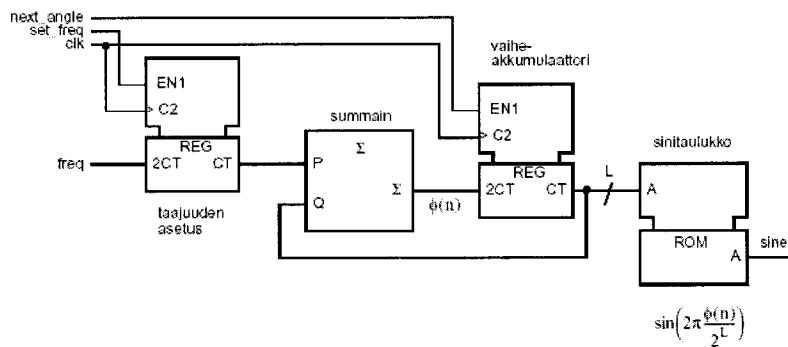 next_angle
set_freq
clk
vaihe-
akkumulaattori
EN1
C2
summain
EN1
C2
sinitaulukko
REG
freq
2CT
CT
P
Σ
Q
Σ
ϕ(n)
REG
2CT
CT
L
A
taajuuden
asetus
ROM
A
sine
sin(2π ϕ(n)/2^L)